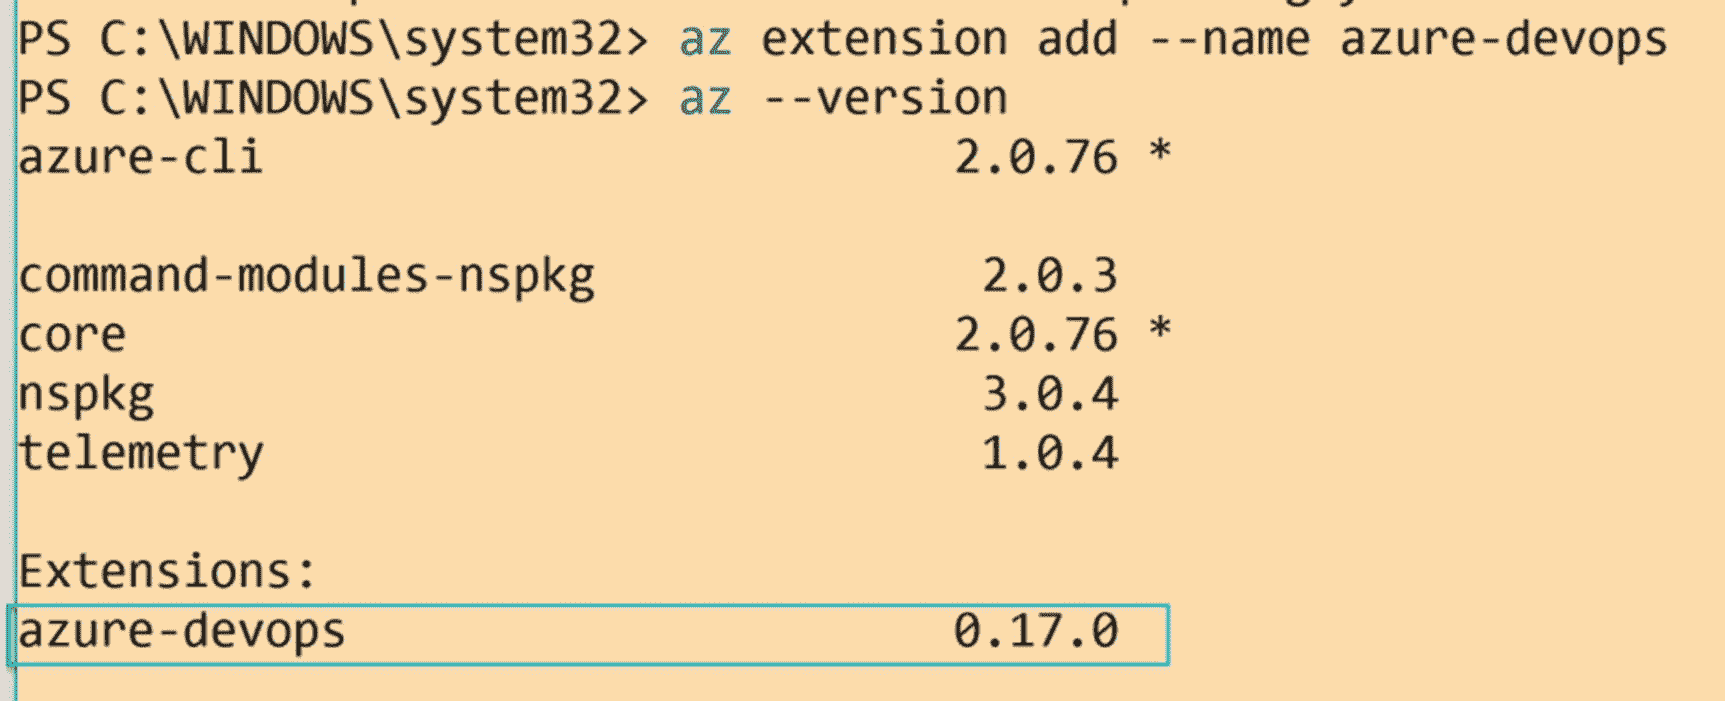 PS C:\WINDOWS\system32> az extension add --name azure-devops
PS C:\WINDOWS\system32> az --version
azure-cli                         2.0.76 *
command-modules-nspkg              2.0.3
core                              2.0.76 *
nspkg                              3.0.4
telemetry                          1.0.4
Extensions:
azure-devops                      0.17.0